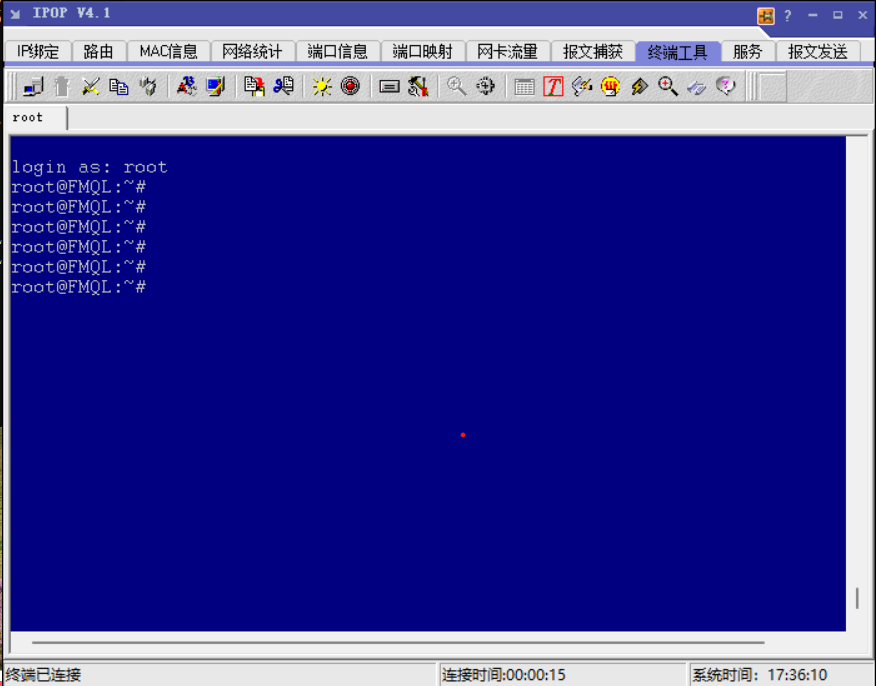 IPOP V4.1
IP绑定 路由 MAC信息 网络统计 端口信息 端口映射 网卡流量 报文捕获 终端工具 服务 报文发送
root
login as: root
root@FMQL:~#
root@FMQL:~#
root@FMQL:~#
root@FMQL:~#
root@FMQL:~#
root@FMQL:~#
终端已连接 连接时间:00:00:15 系统时间: 17:36:10